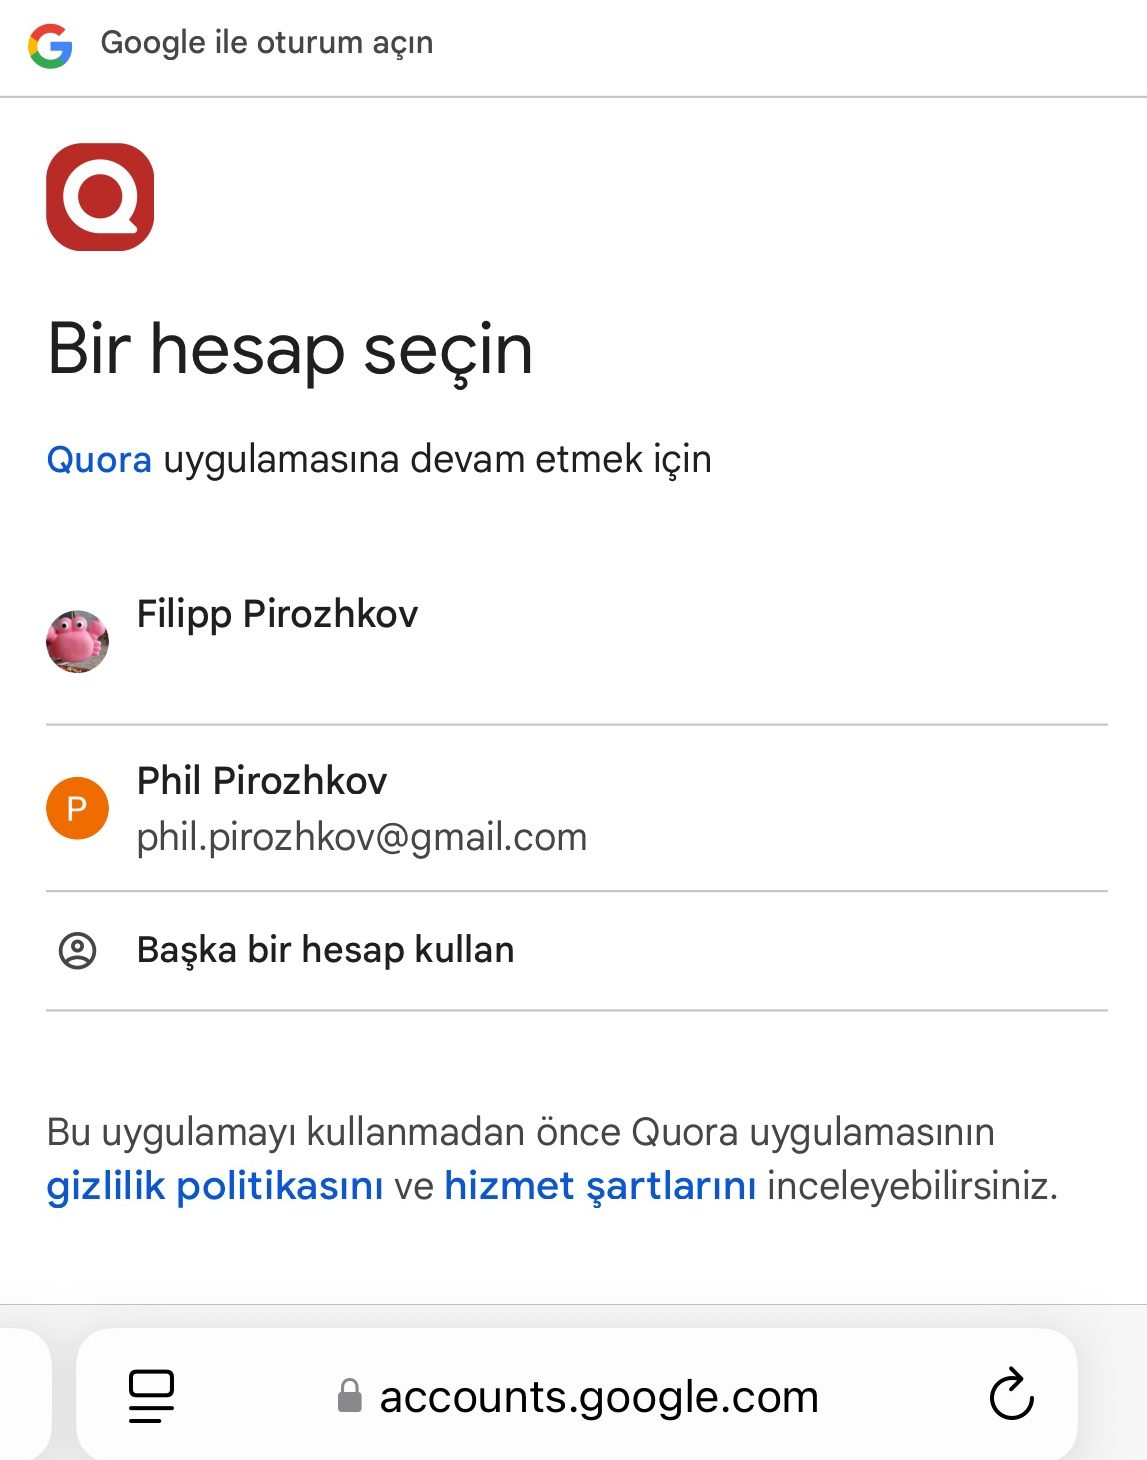 Google ile oturum açın
Bir hesap seçin
Quora uygulamasına devam etmek için
Filipp Pirozhkov
P
Phil Pirozhkov
phil.pirozhkov@gmail.com
Başka bir hesap kullan
Bu uygulamayı kullanmadan önce Quora uygulamasının
gizlilik politikasını ve hizmet şartlarını inceleyebilirsiniz.
accounts.google.com